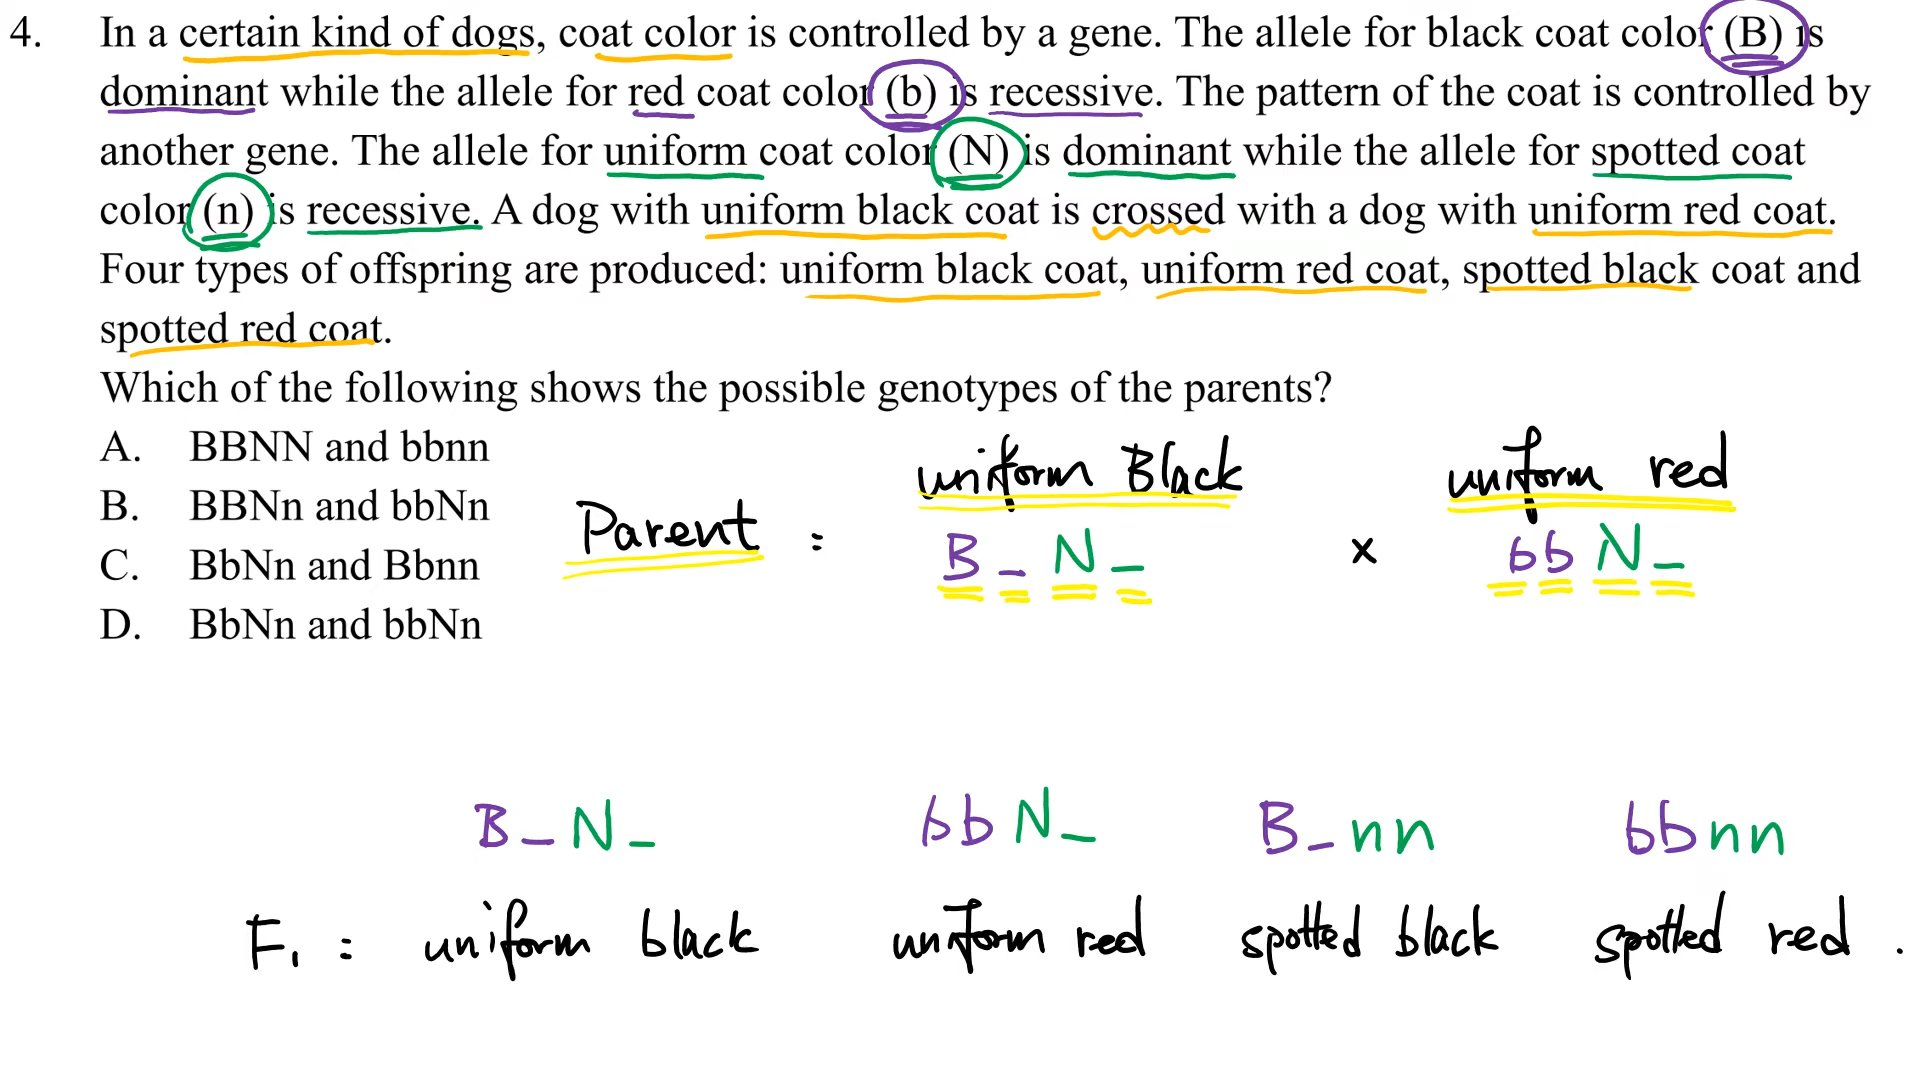 4. In a certain kind of dogs, coat color is controlled by a gene. The allele for black coat color (B) is
dominant while the allele for red coat color (b) is recessive. The pattern of the coat is controlled by
another gene. The allele for uniform coat color (N) is dominant while the allele for spotted coat
color (n) is recessive. A dog with uniform black coat is crossed with a dog with uniform red coat.
Four types of offspring are produced: uniform black coat, uniform red coat, spotted black coat and
spotted red coat.
Which of the following shows the possible genotypes of the parents?
A. BBNN and bbnn
B. BBNn and bbNn
C. BbNn and Bbnn
D. BbNn and bbNn
uniform Black uniform red
Parent : B _ N _ × bb N _
B _ N _ bb N _ B _ nn bbnn
F1 : uniform black uniform red spotted black spotted red .